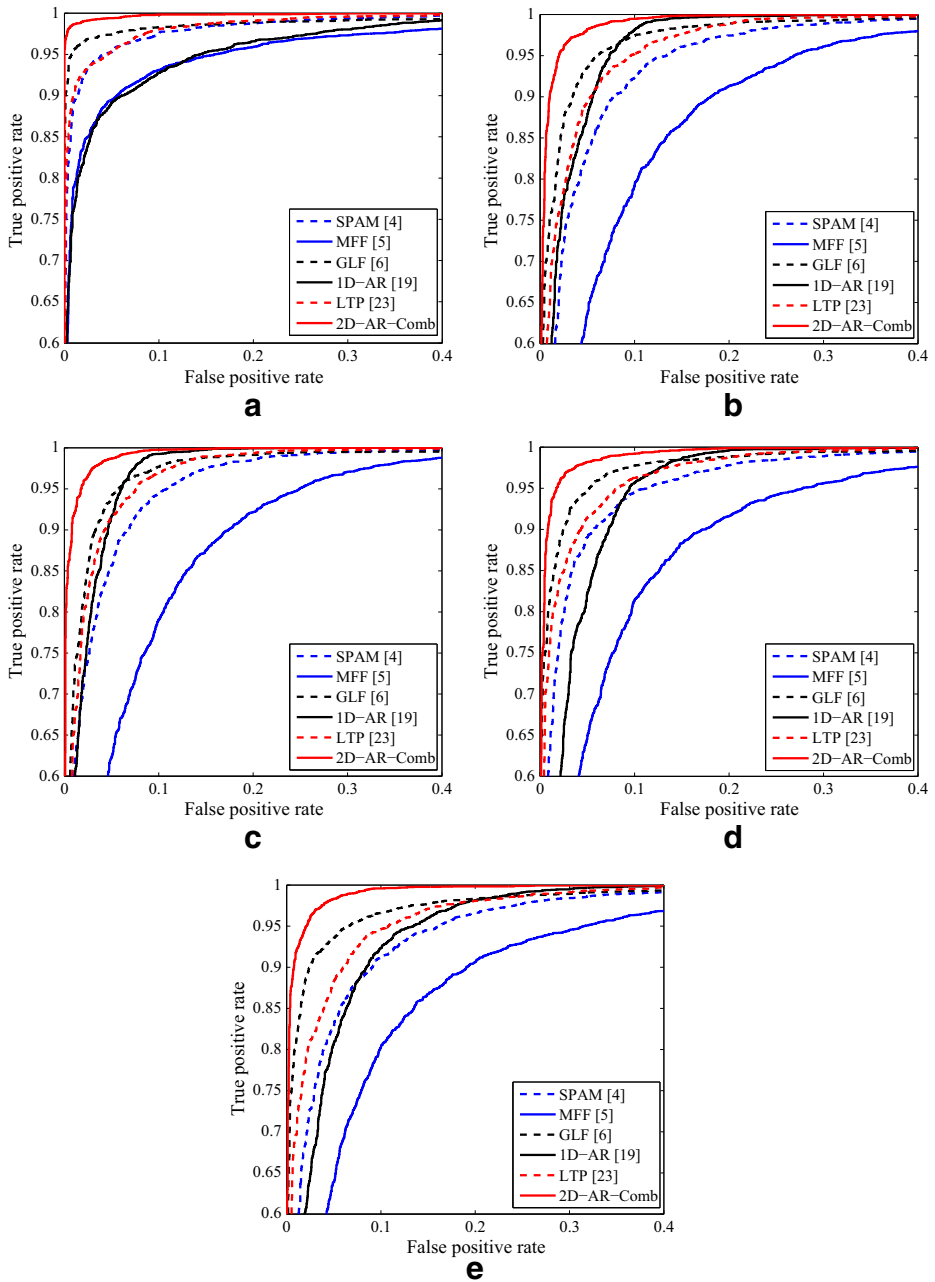 1
0.95
0.9
0.85
0.8
0.75
0.7
0.65
0.6
True positive rate
0 0.1 0.2 0.3 0.4
False positive rate
SPAM [4]
MFF [5]
GLF [6]
1D−AR [19]
LTP [23]
2D−AR−Comb
a
1
0.95
0.9
0.85
0.8
0.75
0.7
0.65
0.6
True positive rate
0 0.1 0.2 0.3 0.4
False positive rate
SPAM [4]
MFF [5]
GLF [6]
1D−AR [19]
LTP [23]
2D−AR−Comb
b
1
0.95
0.9
0.85
0.8
0.75
0.7
0.65
0.6
True positive rate
0 0.1 0.2 0.3 0.4
False positive rate
SPAM [4]
MFF [5]
GLF [6]
1D−AR [19]
LTP [23]
2D−AR−Comb
c
1
0.95
0.9
0.85
0.8
0.75
0.7
0.65
0.6
True positive rate
0 0.1 0.2 0.3 0.4
False positive rate
SPAM [4]
MFF [5]
GLF [6]
1D−AR [19]
LTP [23]
2D−AR−Comb
d
1
0.95
0.9
0.85
0.8
0.75
0.7
0.65
0.6
True positive rate
0 0.1 0.2 0.3 0.4
False positive rate
SPAM [4]
MFF [5]
GLF [6]
1D−AR [19]
LTP [23]
2D−AR−Comb
e